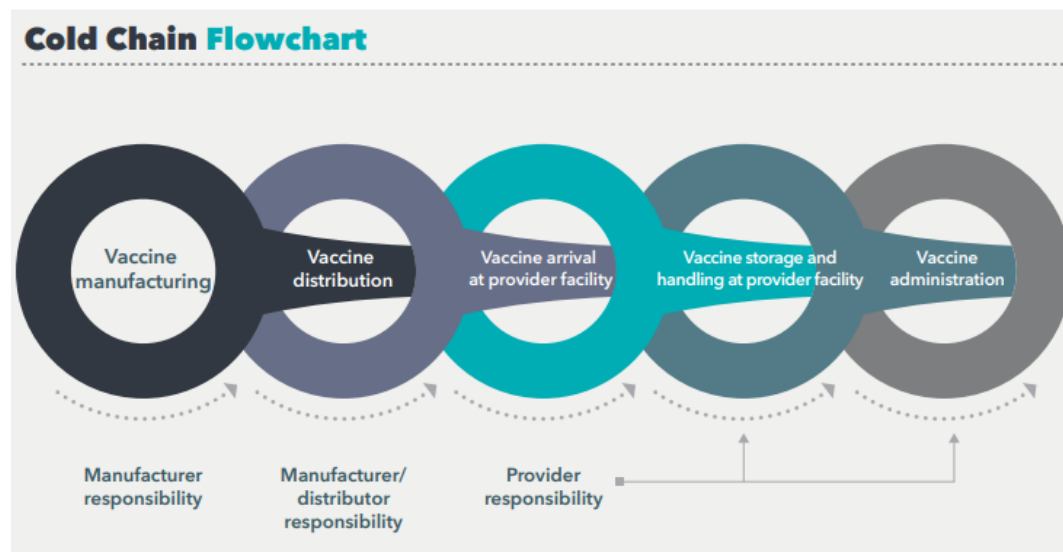 Cold Chain Flowchart
Vaccine
manufacturing
Vaccine
distribution
Vaccine arrival
at provider facility
Vaccine storage and
handling at provider facility
Vaccine
administration
Manufacturer
responsibility
Manufacturer/
distributor
responsibility
Provider
responsibility